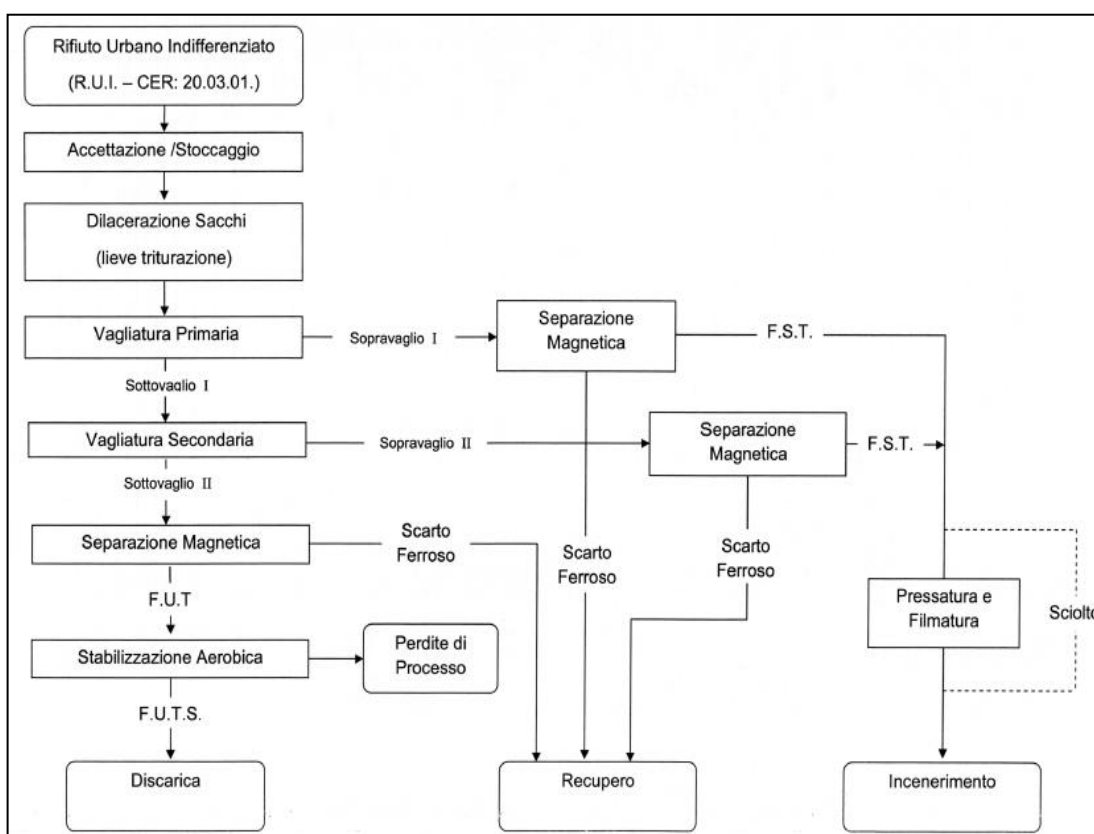 Rifiuto Urbano Indifferenziato
(R.U.I. – CER: 20.03.01.)
Accettazione /Stoccaggio
Dilacerazione Sacchi
(lieve triturazione)
Vagliatura Primaria
Sopravaglio I
Separazione
Magnetica
F.S.T.
Sottovaglio I
Vagliatura Secondaria
Sopravaglio II
Separazione
Magnetica
F.S.T.
Sottovaglio II
Separazione Magnetica
Scarto
Ferroso
Scarto
Ferroso
Scarto
Ferroso
F.U.T
Pressatura e
Filmatura
Sciolto
Stabilizzazione Aerobica
Perdite di
Processo
F.U.T.S.
Discarica
Recupero
Incenerimento